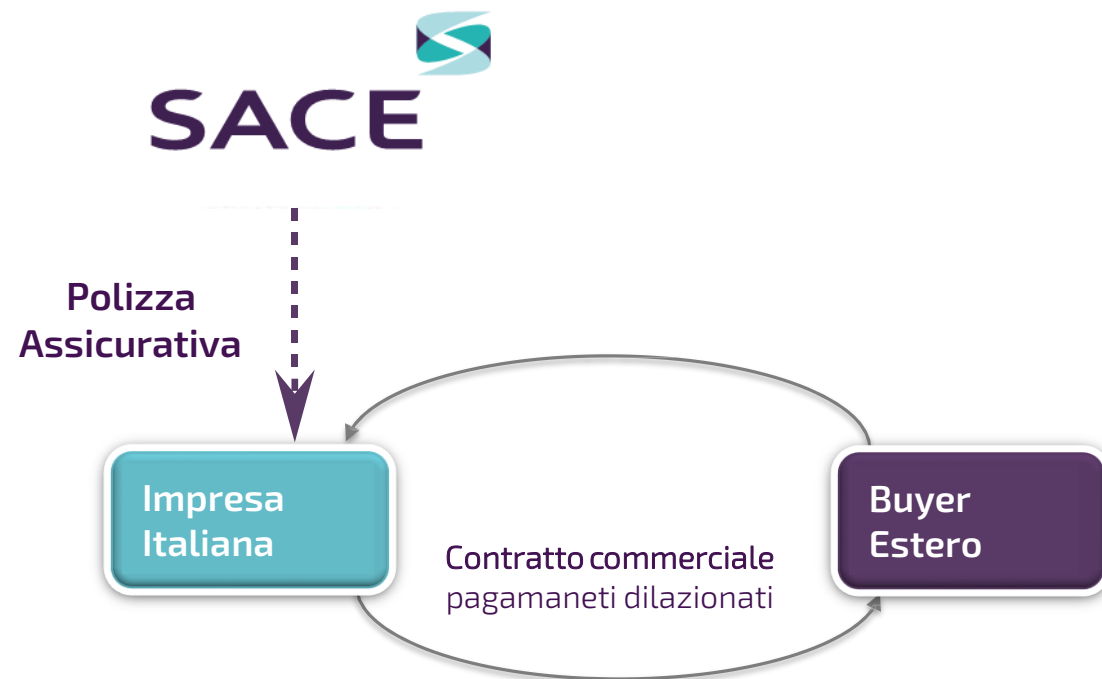 SACE
Polizza
Assicurativa
Impresa
Italiana
Contratto commerciale
pagamaneti dilazionati
Buyer
Estero